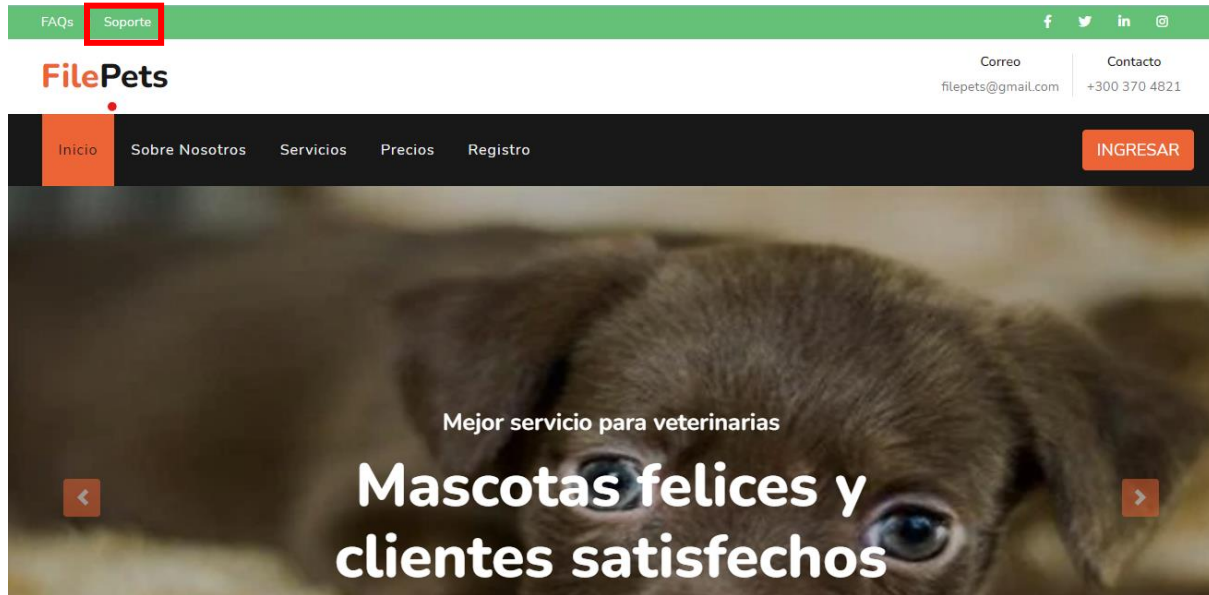 FAQs Soporte
FilePets
Correo
filepets@gmail.com
Contacto
+300 370 4821
Inicio Sobre Nosotros Servicios Precios Registro INGRESAR
Mejor servicio para veterinarias
Mascotas felices y
clientes satisfechos